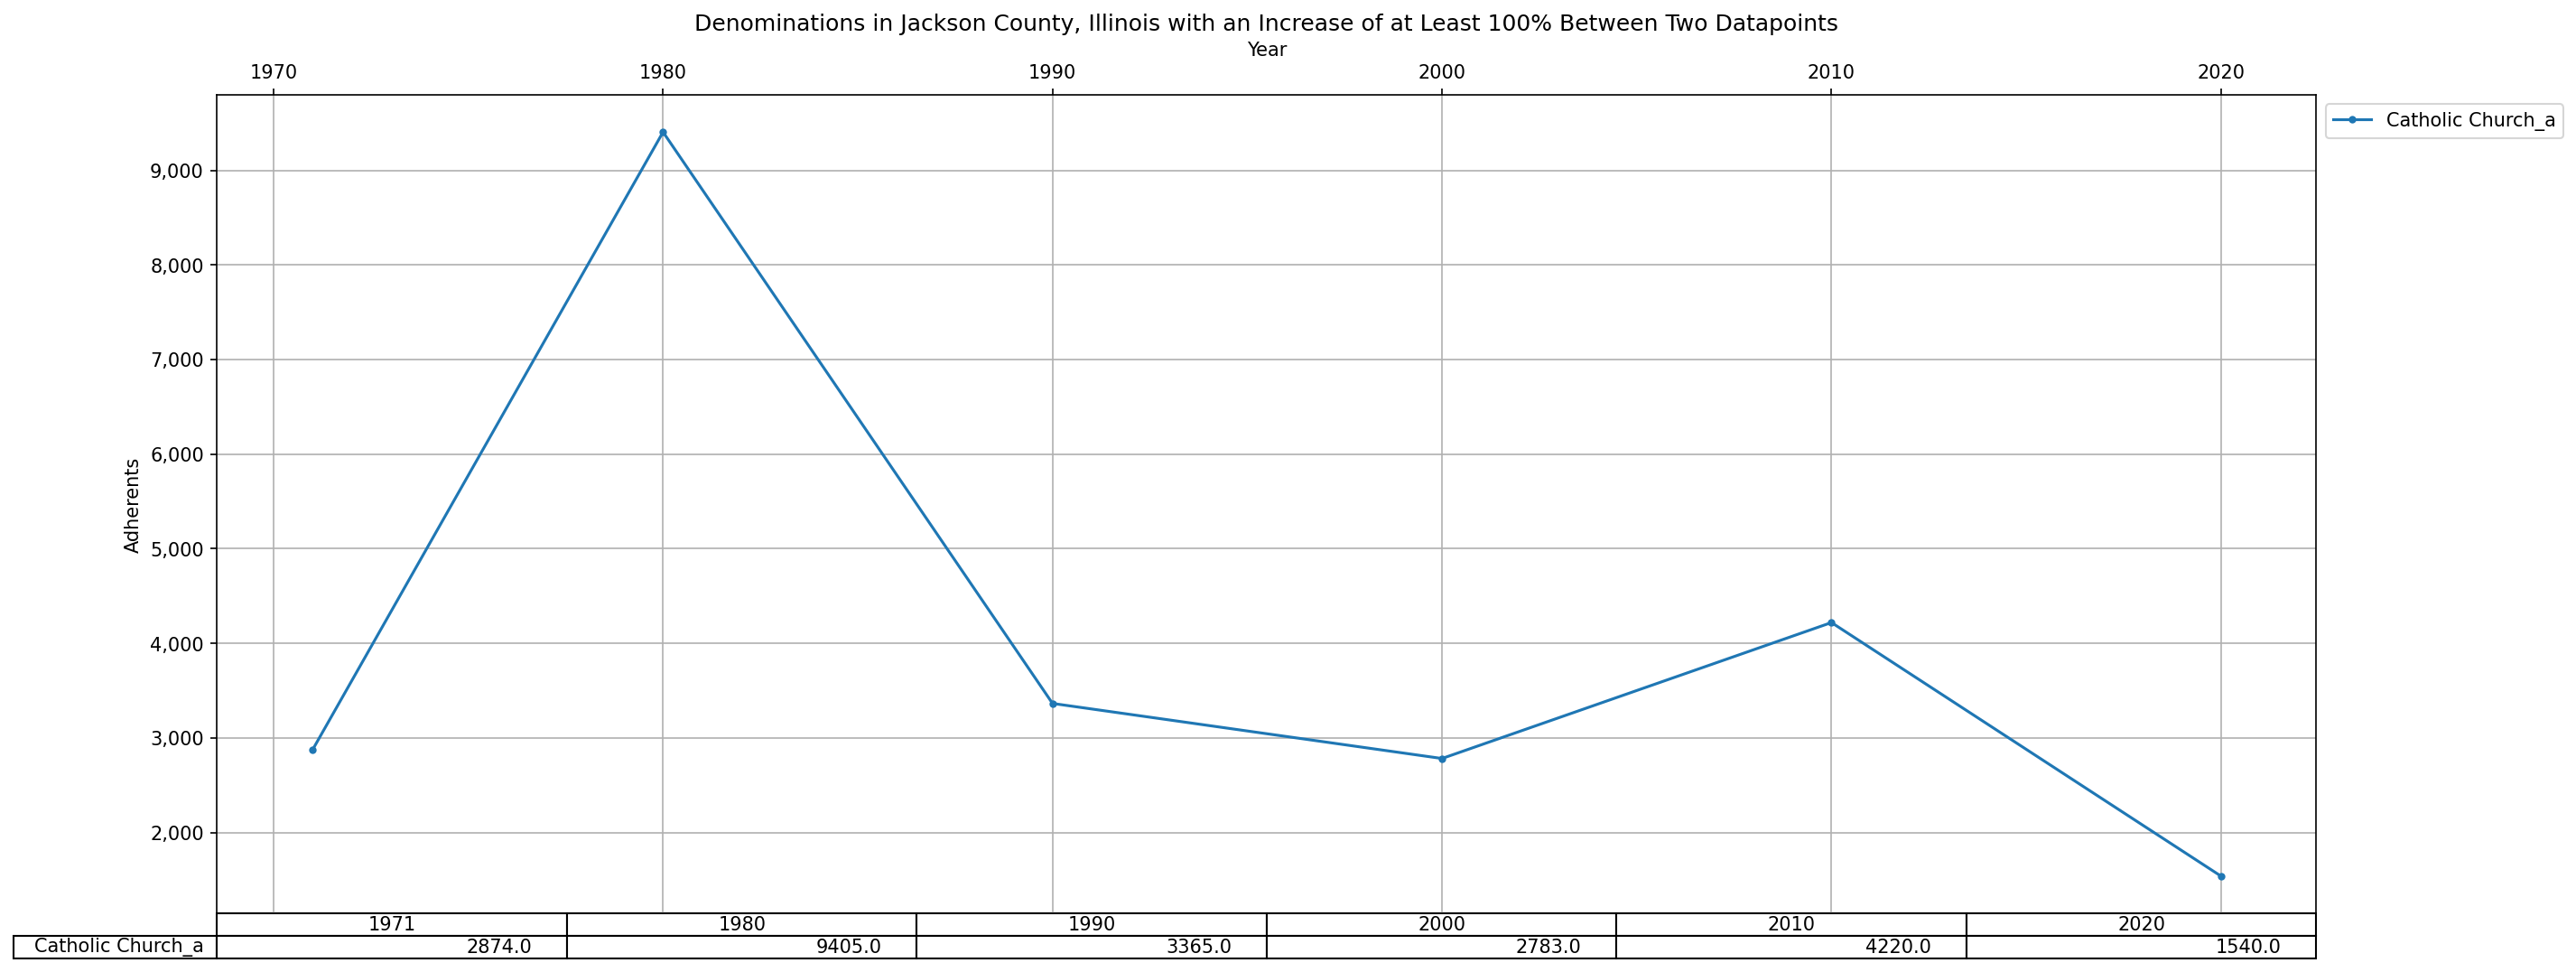 Denominations in Jackson County, Illinois with an Increase of at Least 100% Between Two Datapoints
Year
1970 1980 1990 2000 2010 2020
Catholic Church_a
9,000
8,000
7,000
6,000
5,000
4,000
3,000
2,000
Adherents
1971 1980 1990 2000 2010 2020
Catholic Church_a 2874.0 9405.0 3365.0 2783.0 4220.0 1540.0